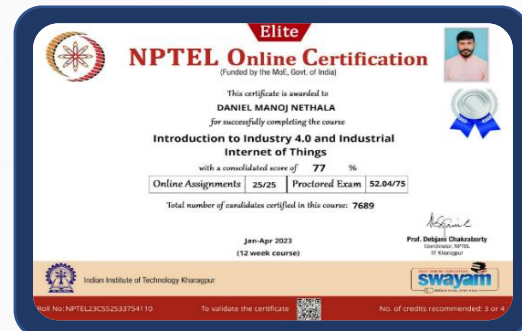 Elite
NPTEL Online Certification
(Funded by the MoE, Govt. of India)
This certificate is awarded to
DANIEL MANOJ NETHALA
for successfully completing the course
Introduction to Industry 4.0 and Industrial
Internet of Things
with a consolidated score of 77 %
Online Assignments 25/25 Proctored Exam 52.04/75
Total number of candidates certified in this course: 7689
Jan-Apr 2023
(12 week course)
Prof. Debjani Chakraborty
Coordinator, NPTEL
IIT Kharagpur
Indian Institute of Technology Kharagpur
swayam
Roll No: NPTEL23CS52S33754110 To validate the certificate No. of credits recommended: 3 or 4